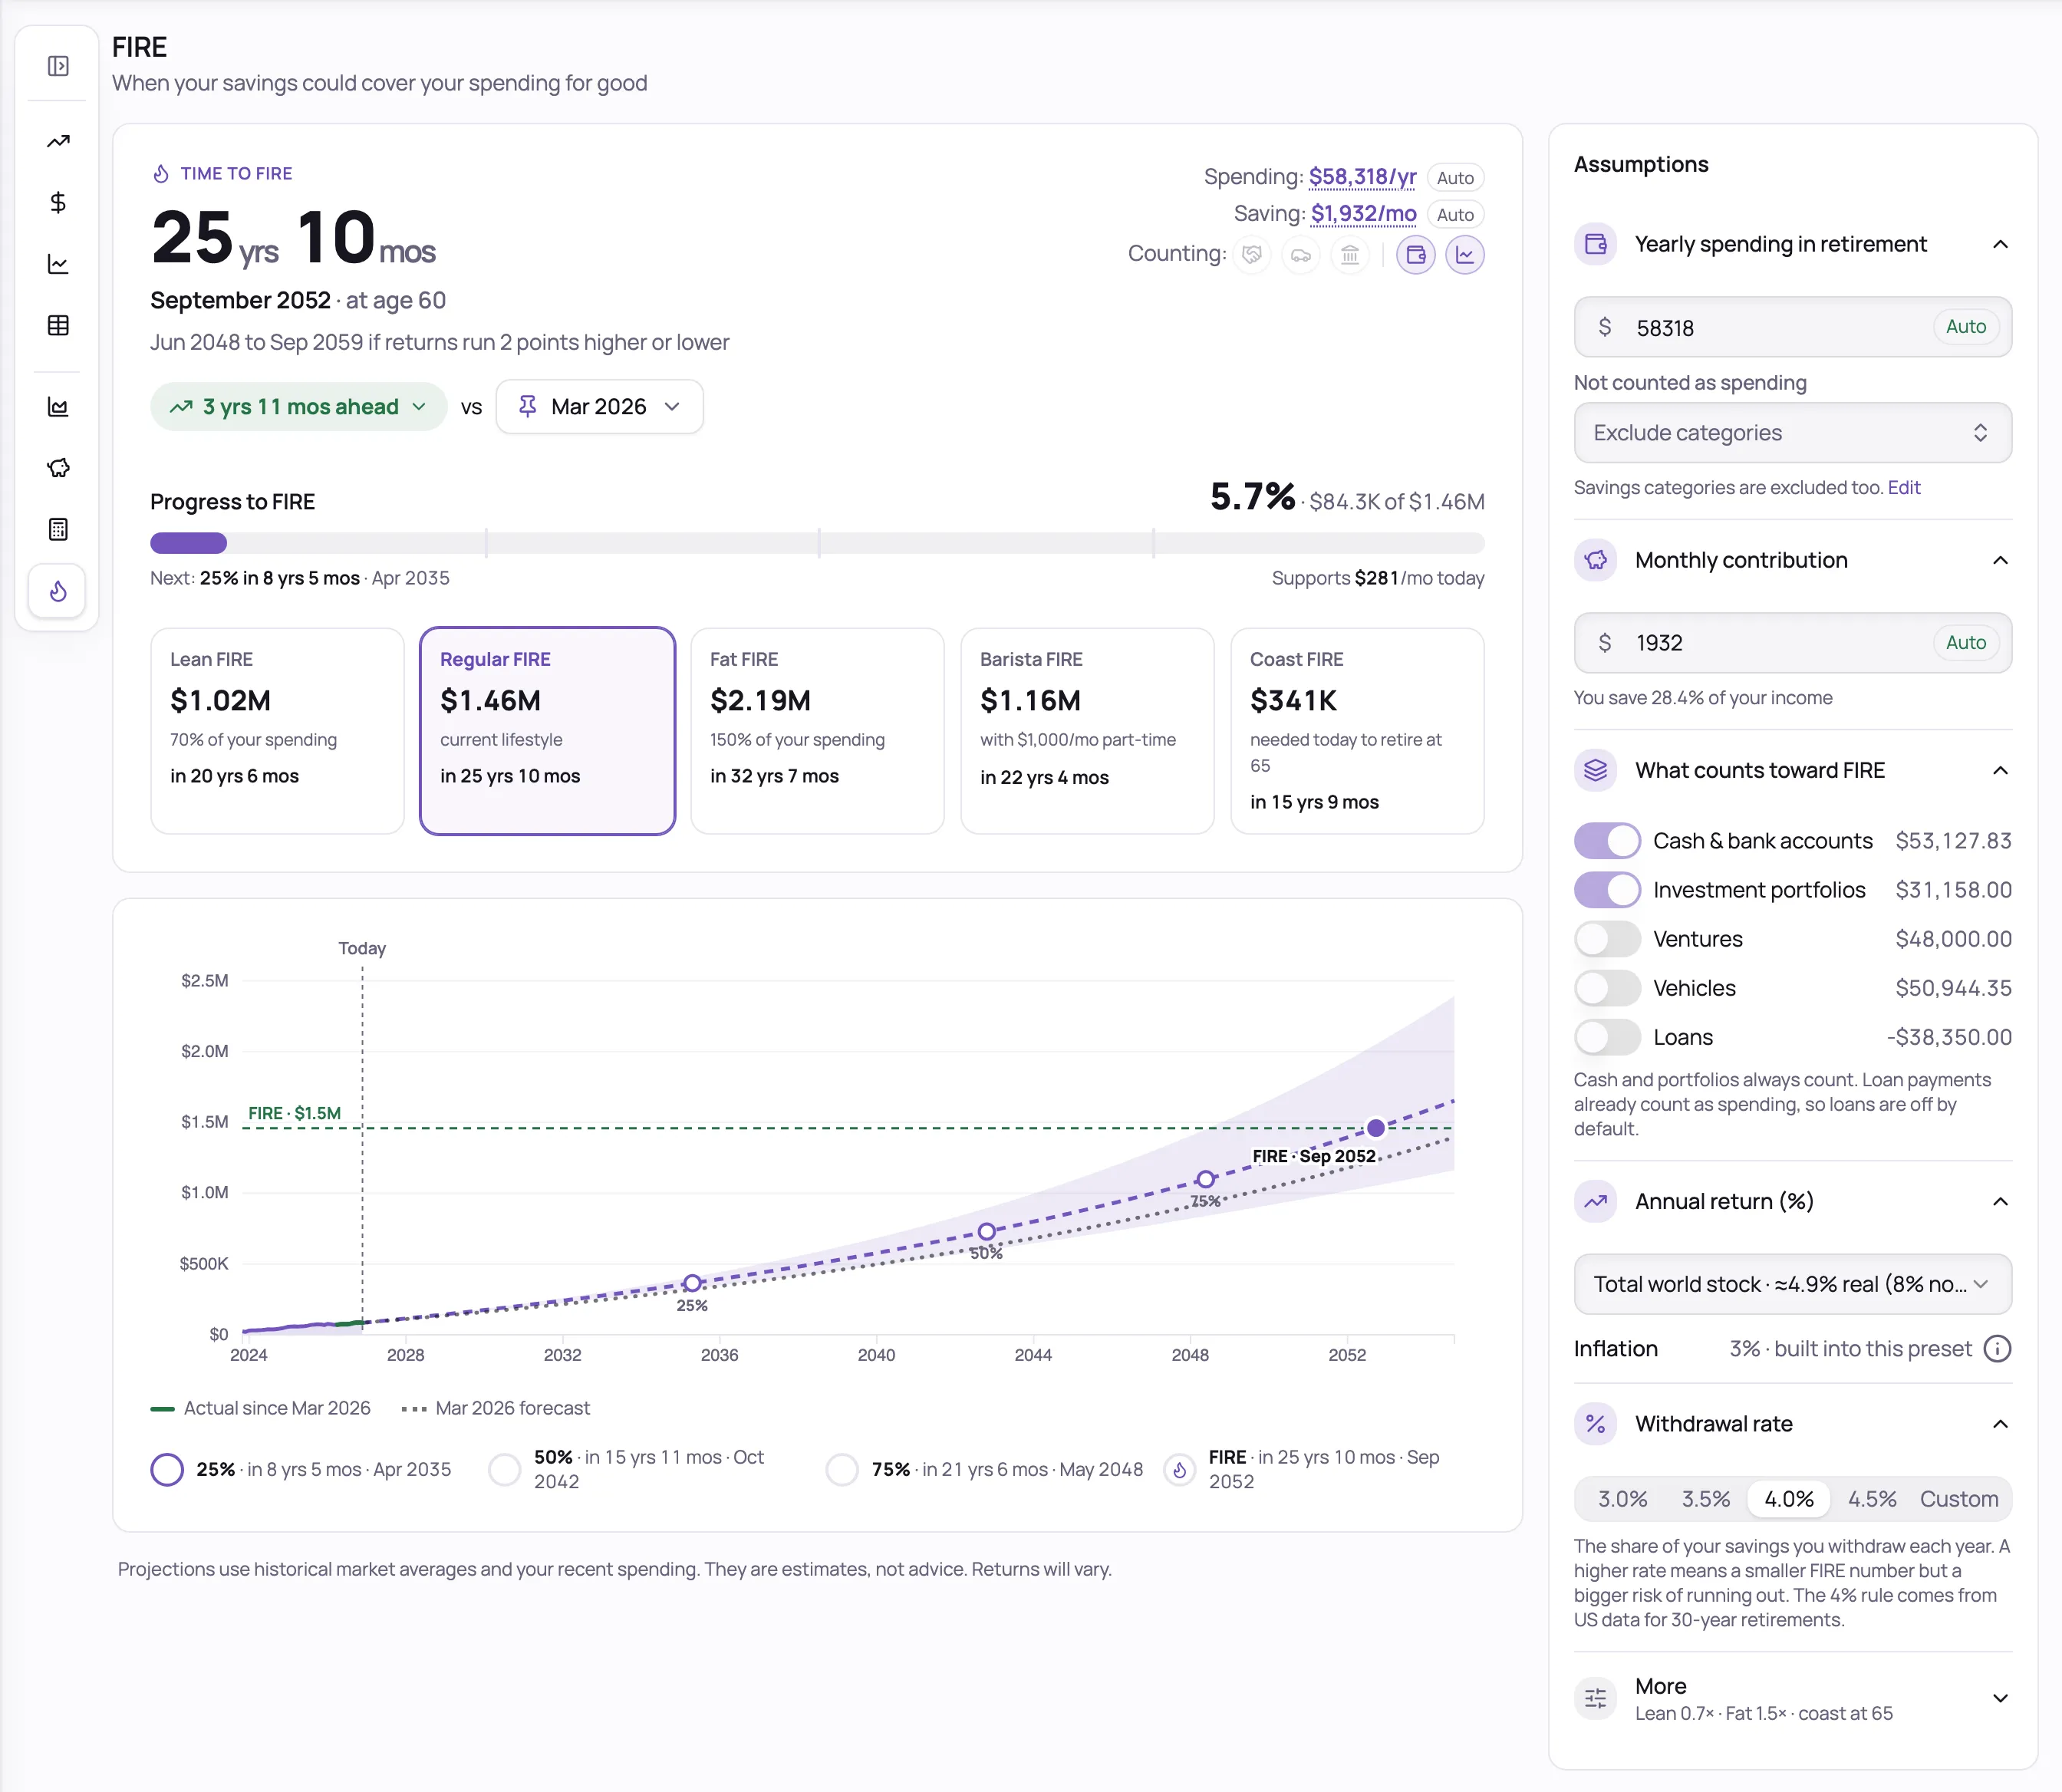 FIRE
When your savings could cover your spending for good
TIME TO FIRE
25 yrs 10 mos
September 2052 · at age 60
Jun 2048 to Sep 2059 if returns run 2 points higher or lower
3 yrs 11 mos ahead vs Mar 2026
Spending: $58,318/yr Auto
Saving: $1,932/mo Auto
Counting:
Progress to FIRE
5.7% · $84.3K of $1.46M
Next: 25% in 8 yrs 5 mos · Apr 2035
Supports $281/mo today
Lean FIRE
$1.02M
70% of your spending
in 20 yrs 6 mos
Regular FIRE
$1.46M
current lifestyle
in 25 yrs 10 mos
Fat FIRE
$2.19M
150% of your spending
in 32 yrs 7 mos
Barista FIRE
$1.16M
with $1,000/mo part-time
in 22 yrs 4 mos
Coast FIRE
$341K
needed today to retire at
65
in 15 yrs 9 mos
Today
$2.5M
$2.0M
FIRE · $1.5M
$1.5M
FIRE · Sep 2052
$1.0M
75%
50%
$500K
25%
$0
2024 2028 2032 2036 2040 2044 2048 2052
Actual since Mar 2026
Mar 2026 forecast
25% · in 8 yrs 5 mos · Apr 2035
50% · in 15 yrs 11 mos · Oct
2042
75% · in 21 yrs 6 mos · May 2048
FIRE · in 25 yrs 10 mos · Sep
2052
Projections use historical market averages and your recent spending. They are estimates, not advice. Returns will vary.
Assumptions
Yearly spending in retirement
$ 58318 Auto
Not counted as spending
Exclude categories
Savings categories are excluded too. Edit
Monthly contribution
$ 1932 Auto
You save 28.4% of your income
What counts toward FIRE
Cash & bank accounts $53,127.83
Investment portfolios $31,158.00
Ventures $48,000.00
Vehicles $50,944.35
Loans -$38,350.00
Cash and portfolios always count. Loan payments
already count as spending, so loans are off by
default.
Annual return (%)
Total world stock · ≈4.9% real (8% no...
Inflation 3% · built into this preset
Withdrawal rate
3.0% 3.5% 4.0% 4.5% Custom
The share of your savings you withdraw each year. A
higher rate means a smaller FIRE number but a
bigger risk of running out. The 4% rule comes from
US data for 30-year retirements.
More
Lean 0.7× · Fat 1.5× · coast at 65